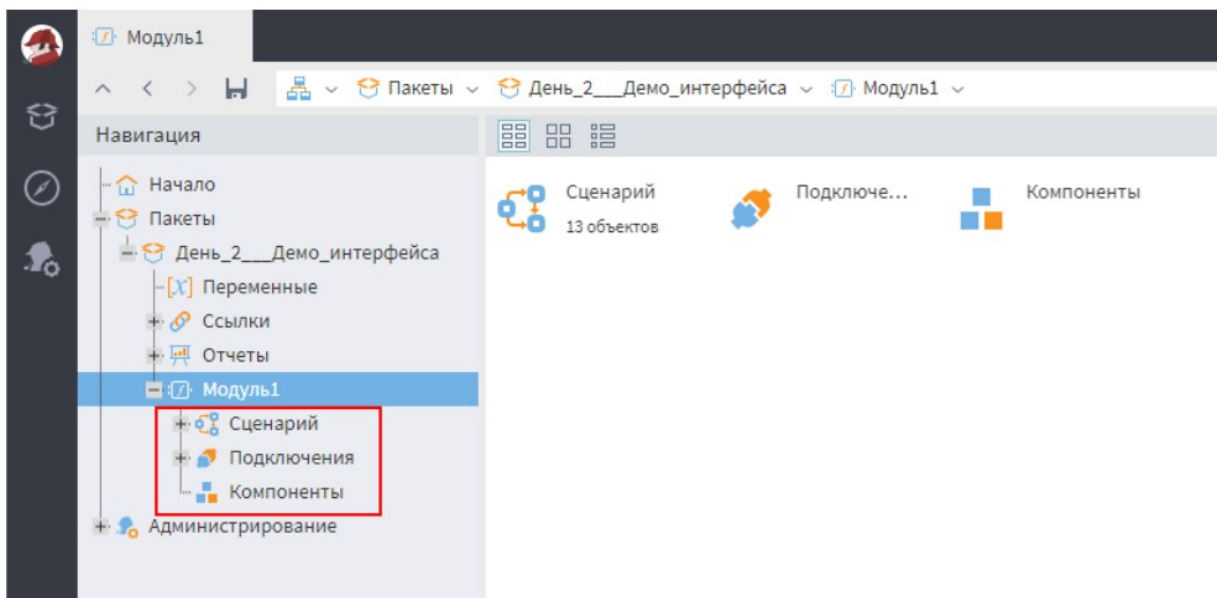 Модуль1
Пакеты День_2___Демо_интерфейса Модуль1
Навигация
Начало
Пакеты
День_2___Демо_интерфейса
[X] Переменные
Ссылки
Отчеты
Модуль1
Сценарий
Подключения
Компоненты
Администрирование
Сценарий
13 объектов
Подключе...
Компоненты